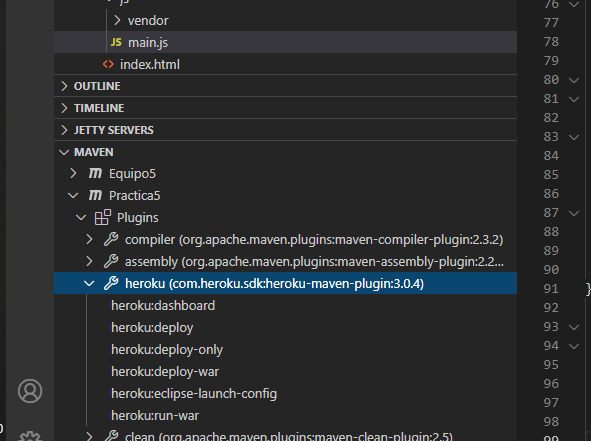 js
vendor
JS main.js
<> index.html
OUTLINE
TIMELINE
JETTY SERVERS
MAVEN
m Equipo5
m Practica5
Plugins
compiler (org.apache.maven.plugins:maven-compiler-plugin:2.3.2)
assembly (org.apache.maven.plugins:maven-assembly-plugin:2.2...
heroku (com.heroku.sdk:heroku-maven-plugin:3.0.4)
heroku:dashboard
heroku:deploy
heroku:deploy-only
heroku:deploy-war
heroku:eclipse-launch-config
heroku:run-war
clean (org.apache.maven.plugins:maven-clean-plugin:2.5)
76
77
78
79
80
81
82
83
84
85
86
87
88
89
90
91 }
92
93
94
95
96
97
98
99